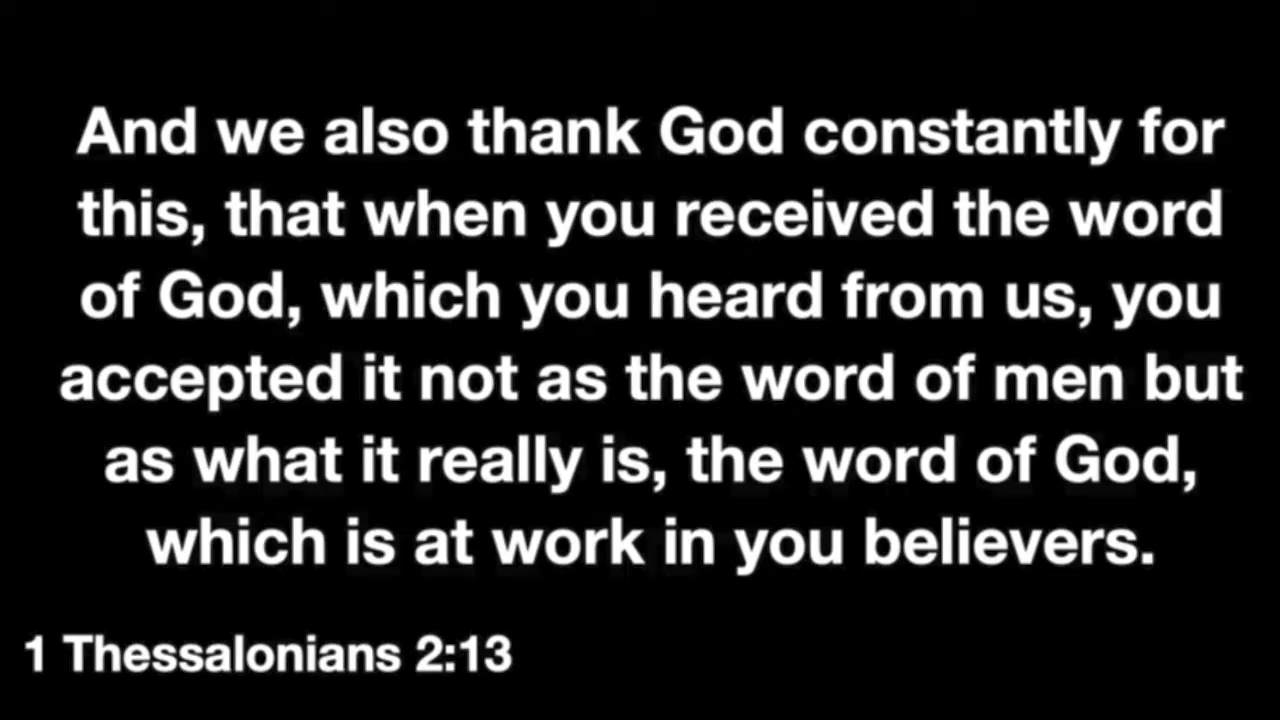 And we also thank God constantly for
this, that when you received the word
of God, which you heard from us, you
accepted it not as the word of men but
as what it really is, the word of God,
which is at work in you believers.
1 Thessalonians 2:13